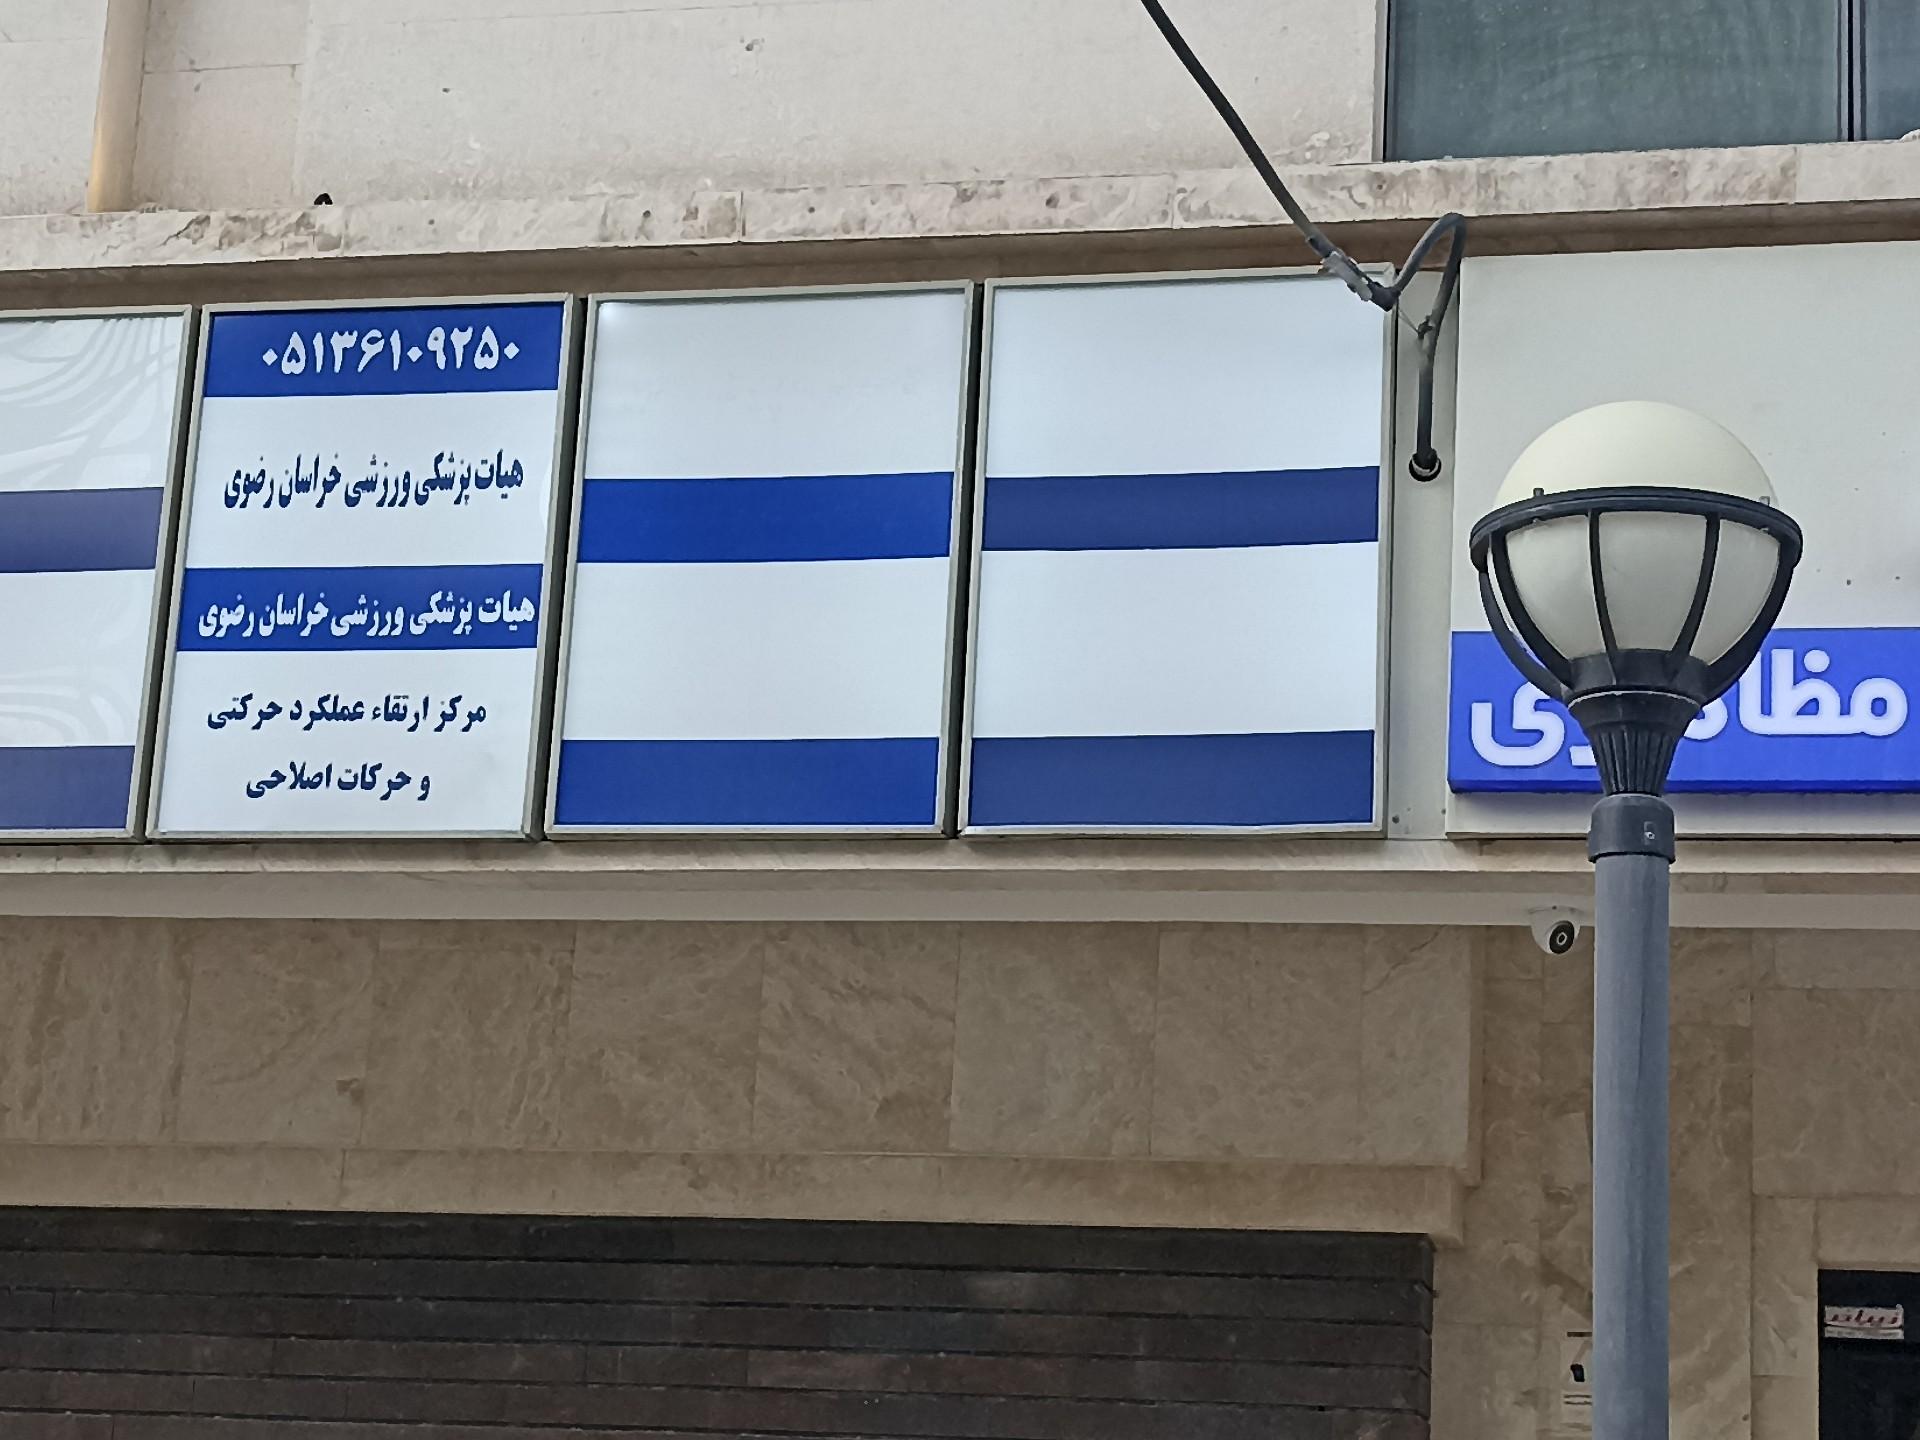 ۰۵۱۳۶۱۰۹۲۵۰
هیات پزشکی ورزشی خراسان رضوی
هیات پزشکی ورزشی خراسان رضوی
مرکز ارتقاء عملکرد حرکتی
و حرکات اصلاحی